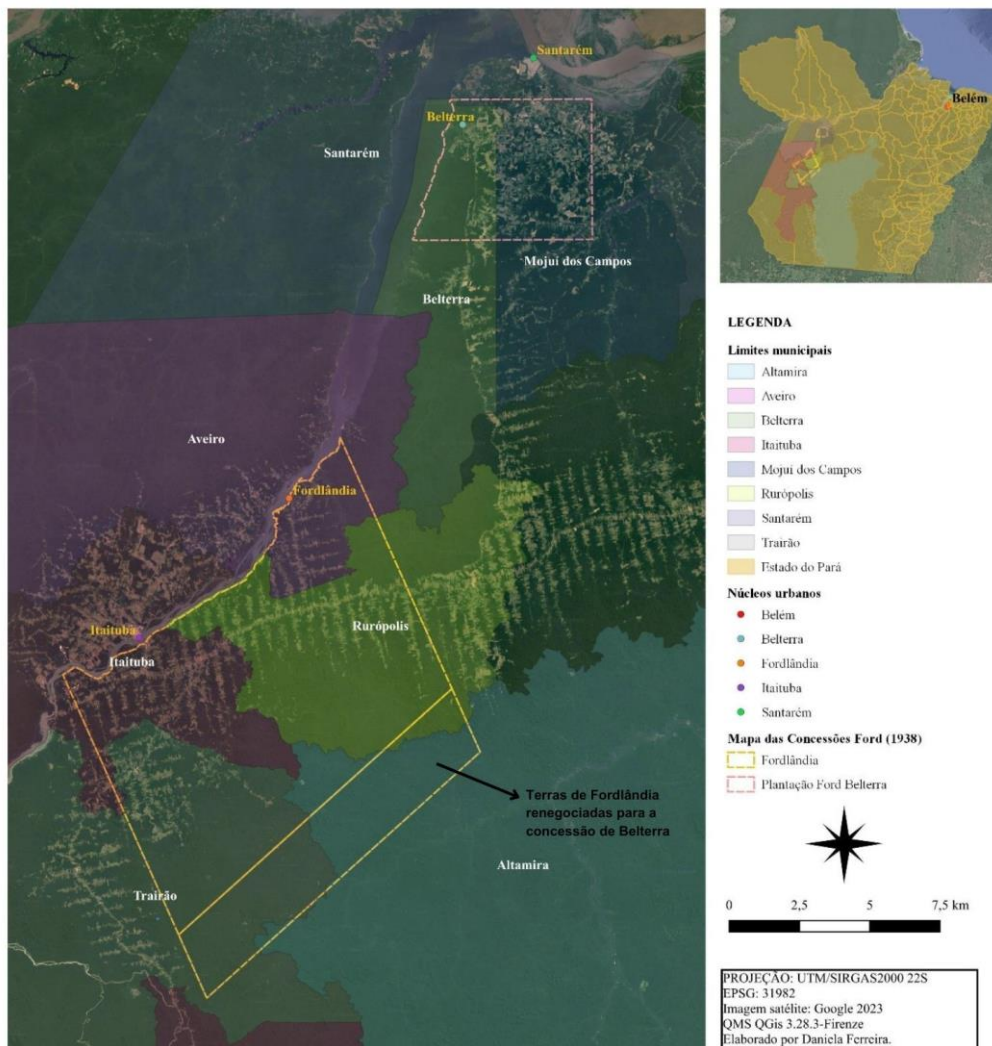 Santarém
Belterra
Santarém
Mojuí dos Campos
Belterra
Aveiro
Fordlândia
Rurópolis
Itaituba
Itaituba
Terras de Fordlândia
renegociadas para a
concessão de Belterra
Altamira
Trairão
Belém
LEGENDA
Límites municipais
Altamira
Aveiro
Belterra
Itaituba
Mojuí dos Campos
Rurópolis
Santarém
Trairão
Estado do Pará
Núcleos urbanos
Belém
Belterra
Fordlândia
Itaituba
Santarém
Mapa das Concessões Ford (1938)
Fordlândia
Plantação Ford Belterra
0 2,5 5 7,5 km
PROJEÇÃO: UTM/SIRGAS2000 22S
EPSG: 31982
Imagem satélite: Google 2023
QMS QGis 3.28.3-Firenze
Elaborado por Daniela Ferreira.